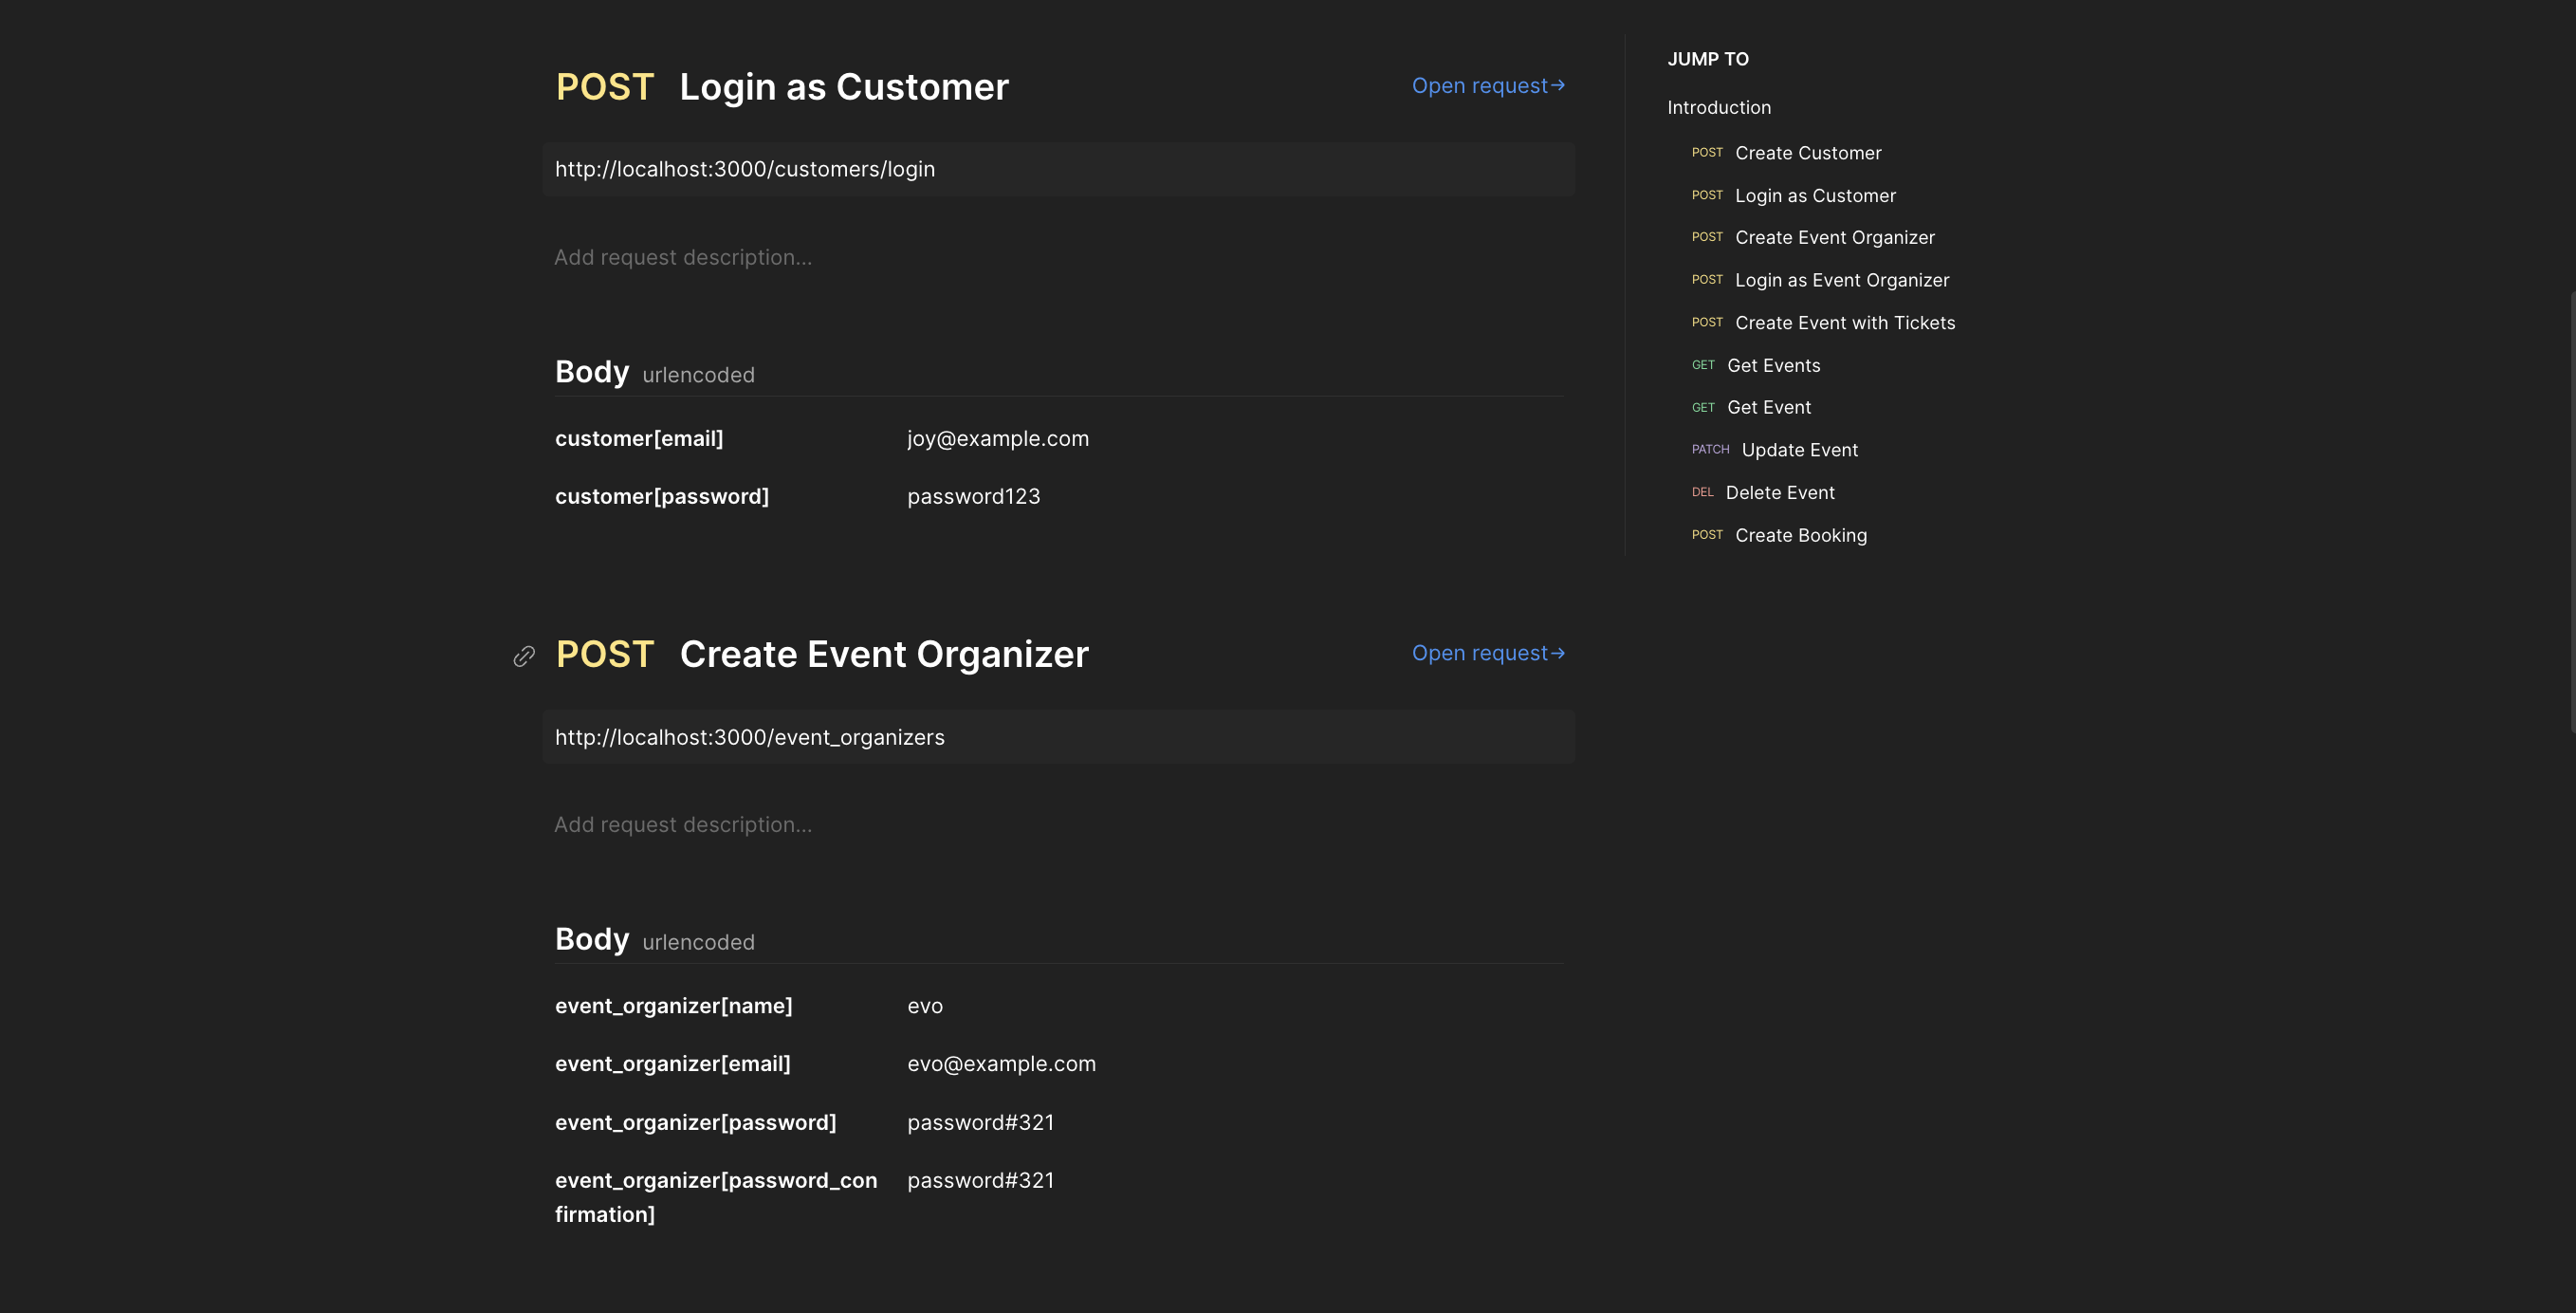 POST Login as Customer
Open request→
http://localhost:3000/customers/login
Add request description…
Body urlencoded
customer[email] joy@example.com
customer[password] password123
POST Create Event Organizer
Open request→
http://localhost:3000/event_organizers
Add request description…
Body urlencoded
event_organizer[name] evo
event_organizer[email] evo@example.com
event_organizer[password] password#321
event_organizer[password_con password#321
firmation]
JUMP TO
Introduction
POST Create Customer
POST Login as Customer
POST Create Event Organizer
POST Login as Event Organizer
POST Create Event with Tickets
GET Get Events
GET Get Event
PATCH Update Event
DEL Delete Event
POST Create Booking